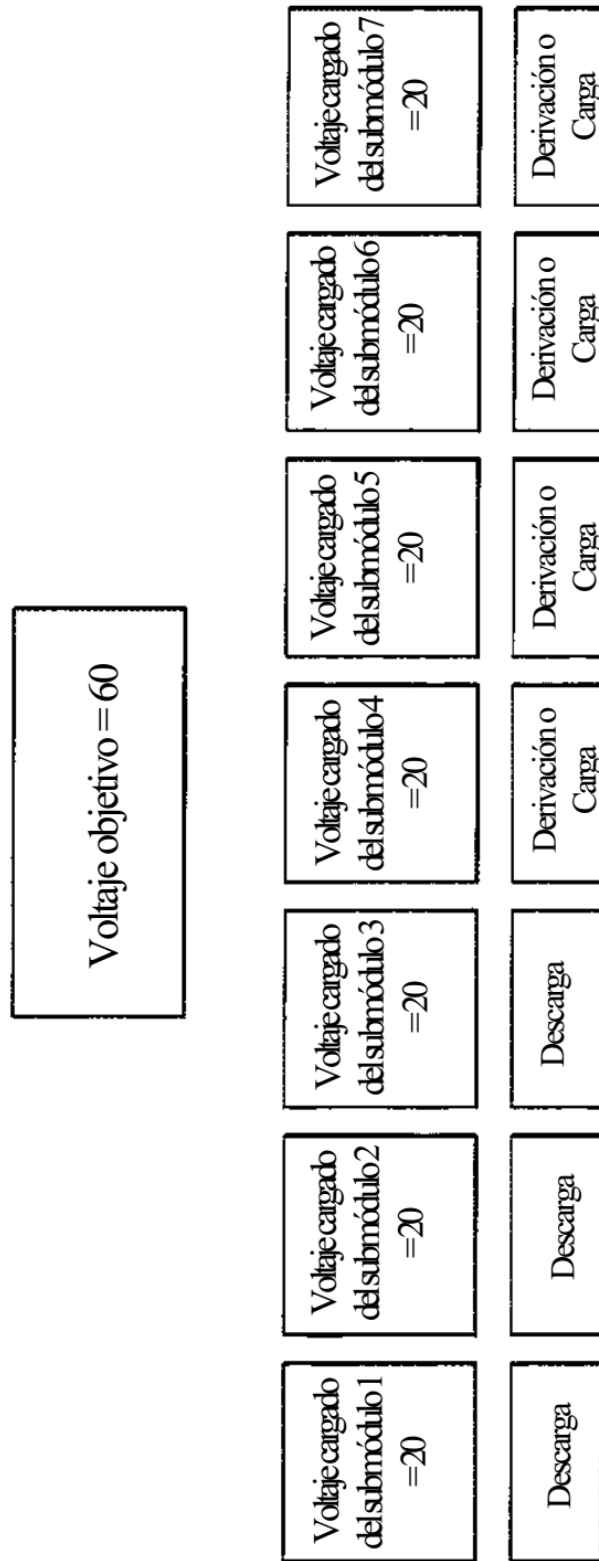 Voltaje objetivo = 60
Voltaje cargado
del submódulo 1
=20
Voltaje cargado
del submódulo 2
=20
Voltaje cargado
del submódulo 3
=20
Voltaje cargado
del submódulo 4
=20
Voltaje cargado
del submódulo 5
=20
Voltaje cargado
del submódulo 6
=20
Voltaje cargado
del submódulo 7
=20
Descarga
Descarga
Descarga
Derivación o
Carga
Derivación o
Carga
Derivación o
Carga
Derivación o
Carga